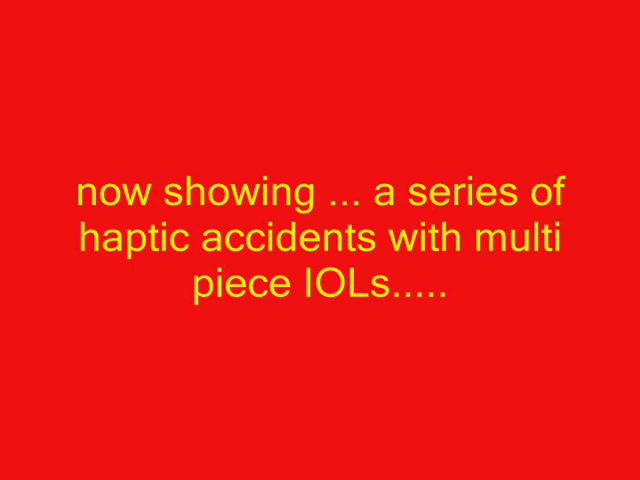 now showing ... a series of
haptic accidents with multi
piece IOLs.....